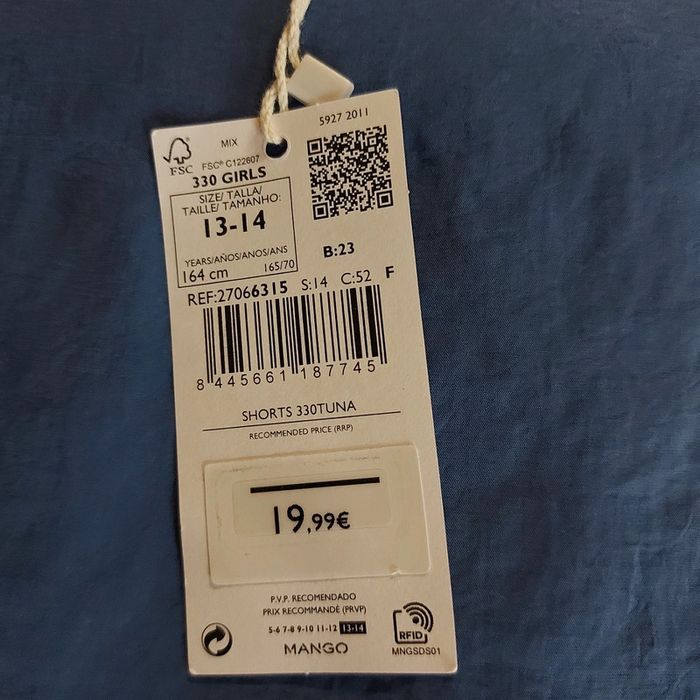 5927 2011
MIX
FSC
FSC® C122607
330 GIRLS
SIZE/ TALLA/
TAILLE/ TAMANHO:
13-14
YEARS/AÑOS/ANOS/ANS
164 cm 165/70
B:23
REF:27066315 S:14 C:52 F
8 445661 187745
SHORTS 330TUNA
RECOMMENDED PRICE (RRP)
19,99€
P.V.P. RECOMENDADO
PRIX RECOMMANDÉ (PRVP)
5-6 7-8 9-10 11-12 13-14
MANGO
RFID
MNGSDS01